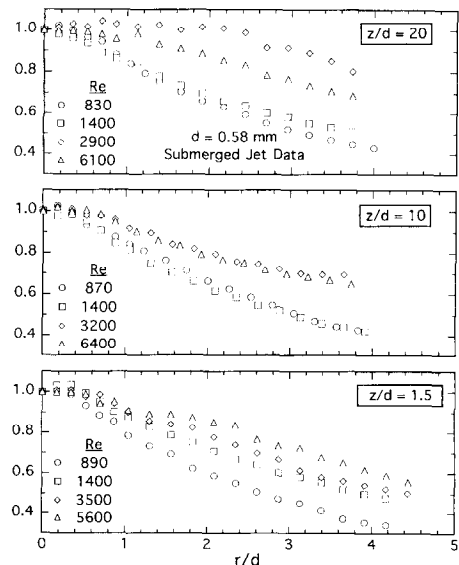 1.0
0.8
0.6
0.4
z/d = 20
Re
○ 830
□ 1400
◇ 2900
△ 6100
d = 0.58 mm
Submerged Jet Data
1.0
0.8
0.6
0.4
z/d = 10
Re
○ 870
□ 1400
◇ 3200
△ 6400
1.0
0.8
0.6
0.4
z/d = 1.5
Re
○ 890
□ 1400
◇ 3500
△ 5600
0 1 2 3 4 5
r/d